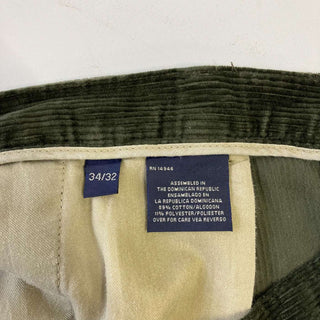 34/32
RN 14944
ASSEMBLED IN
THE DOMINICAN REPUBLIC
ENSAMBLADO EN
LA REPUBLICA DOMINICANA
89% COTTON/ALGODON
11% POLYESTER/POLIESTER
OVER FOR CARE VEA REVERSO